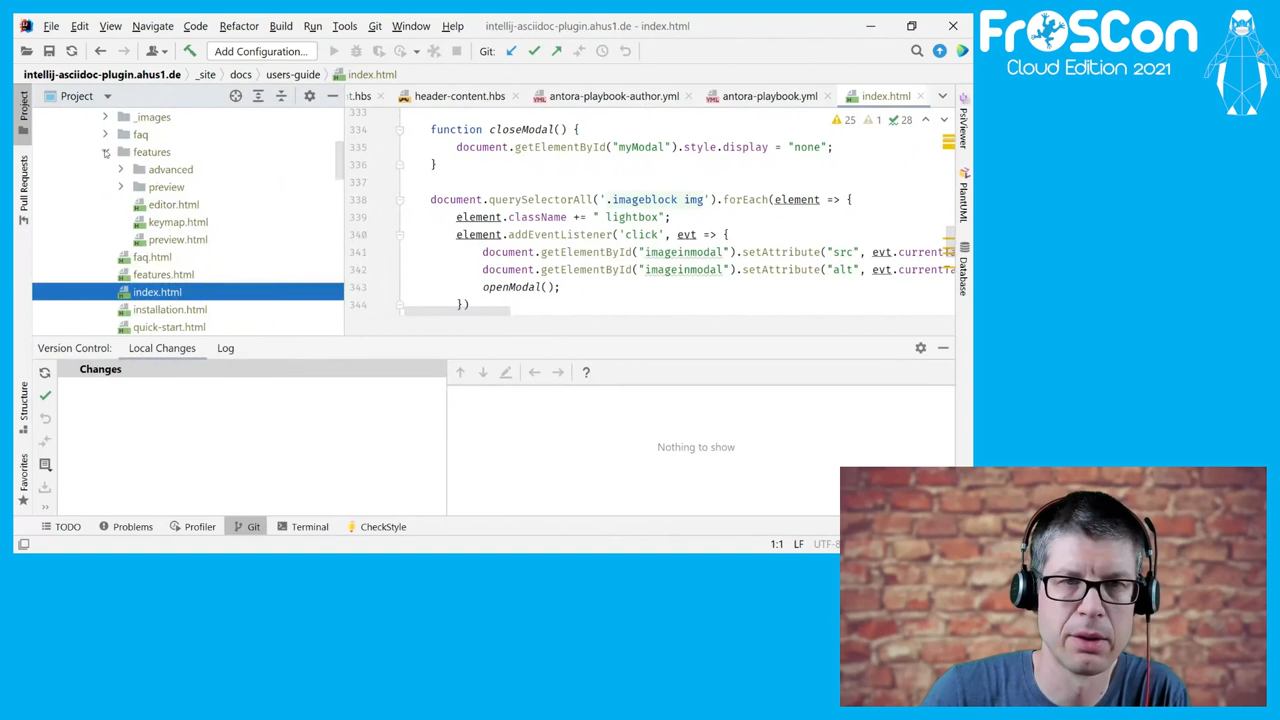 File Edit View Navigate Code Refactor Build Run Tools Git Window Help intellij-asciidoc-plugin.ahus1.de - index.html
Add Configuration... Git:
intellij-asciidoc-plugin.ahus1.de _site docs users-guide index.html
Project
t.hbs header-content.hbs antora-playbook-author.yml antora-playbook.yml index.html
_images
faq
features
advanced
preview
editor.html
keymap.html
preview.html
faq.html
features.html
index.html
installation.html
quick-start.html
25 1 28
333
334 function closeModal() {
335 document.getElementById("myModal").style.display = "none";
336 }
337
338 document.querySelectorAll('.imageblock img').forEach(element => {
339 element.className += " lightbox";
340 element.addEventListener('click', evt => {
341 document.getElementById("imageinmodal").setAttribute("src", evt.currenta
342 document.getElementById("imageinmodal").setAttribute("alt", evt.currenta
343 openModal();
344 })
Project
Pull Requests
Structure
Favorites
PsiViewer
PlantUML
Database
Version Control: Local Changes Log
Changes
?
Nothing to show
TODO Problems Profiler Git Terminal CheckStyle
1:1 LF UTF-8
FrOSCon
Cloud Edition 2021